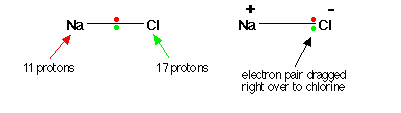 + –
Na Cl Na Cl
11 protons 17 protons
electron pair dragged
right over to chlorine